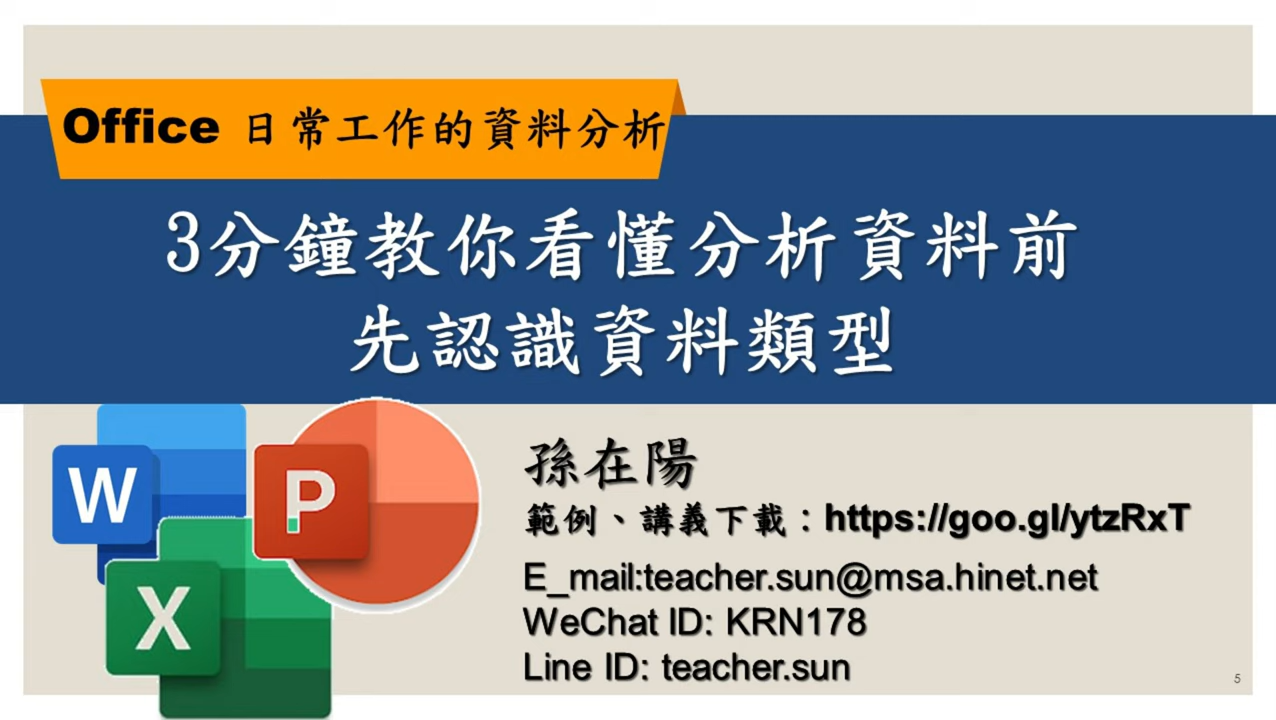 Office 日常工作的資料分析
3分鐘教你看懂分析資料前
先認識資料類型
W
P
X
孫在陽
範例、講義下載：https://goo.gl/ytzRxT
E_mail:teacher.sun@msa.hinet.net
WeChat ID: KRN178
Line ID: teacher.sun
5